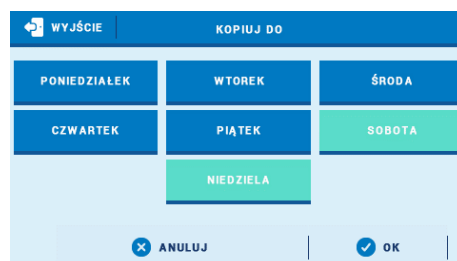 WYJŚCIE KOPIUJ DO
PONIEDZIAŁEK WTOREK ŚRODA
CZWARTEK PIĄTEK SOBOTA
NIEDZIELA
ANULUJ OK